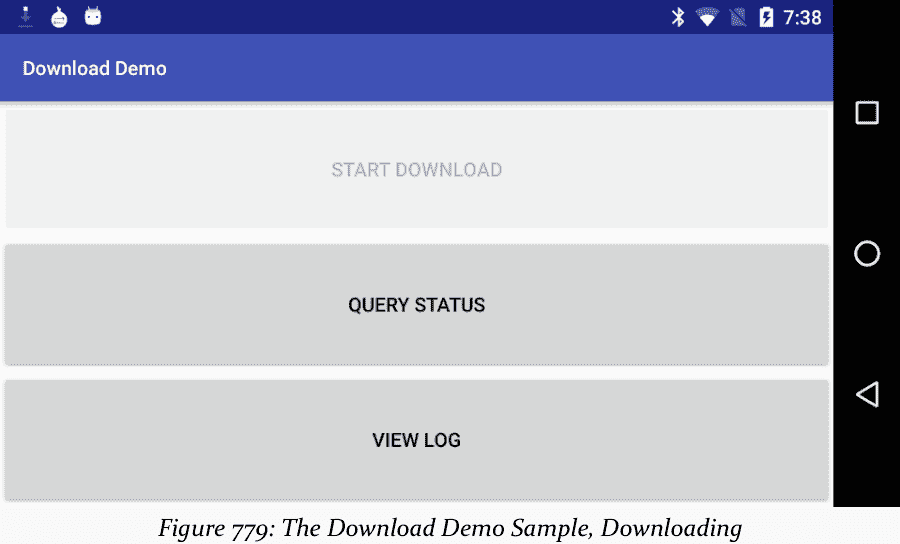 7:38
Download Demo
START DOWNLOAD
QUERY STATUS
VIEW LOG
Figure 779: The Download Demo Sample, Downloading